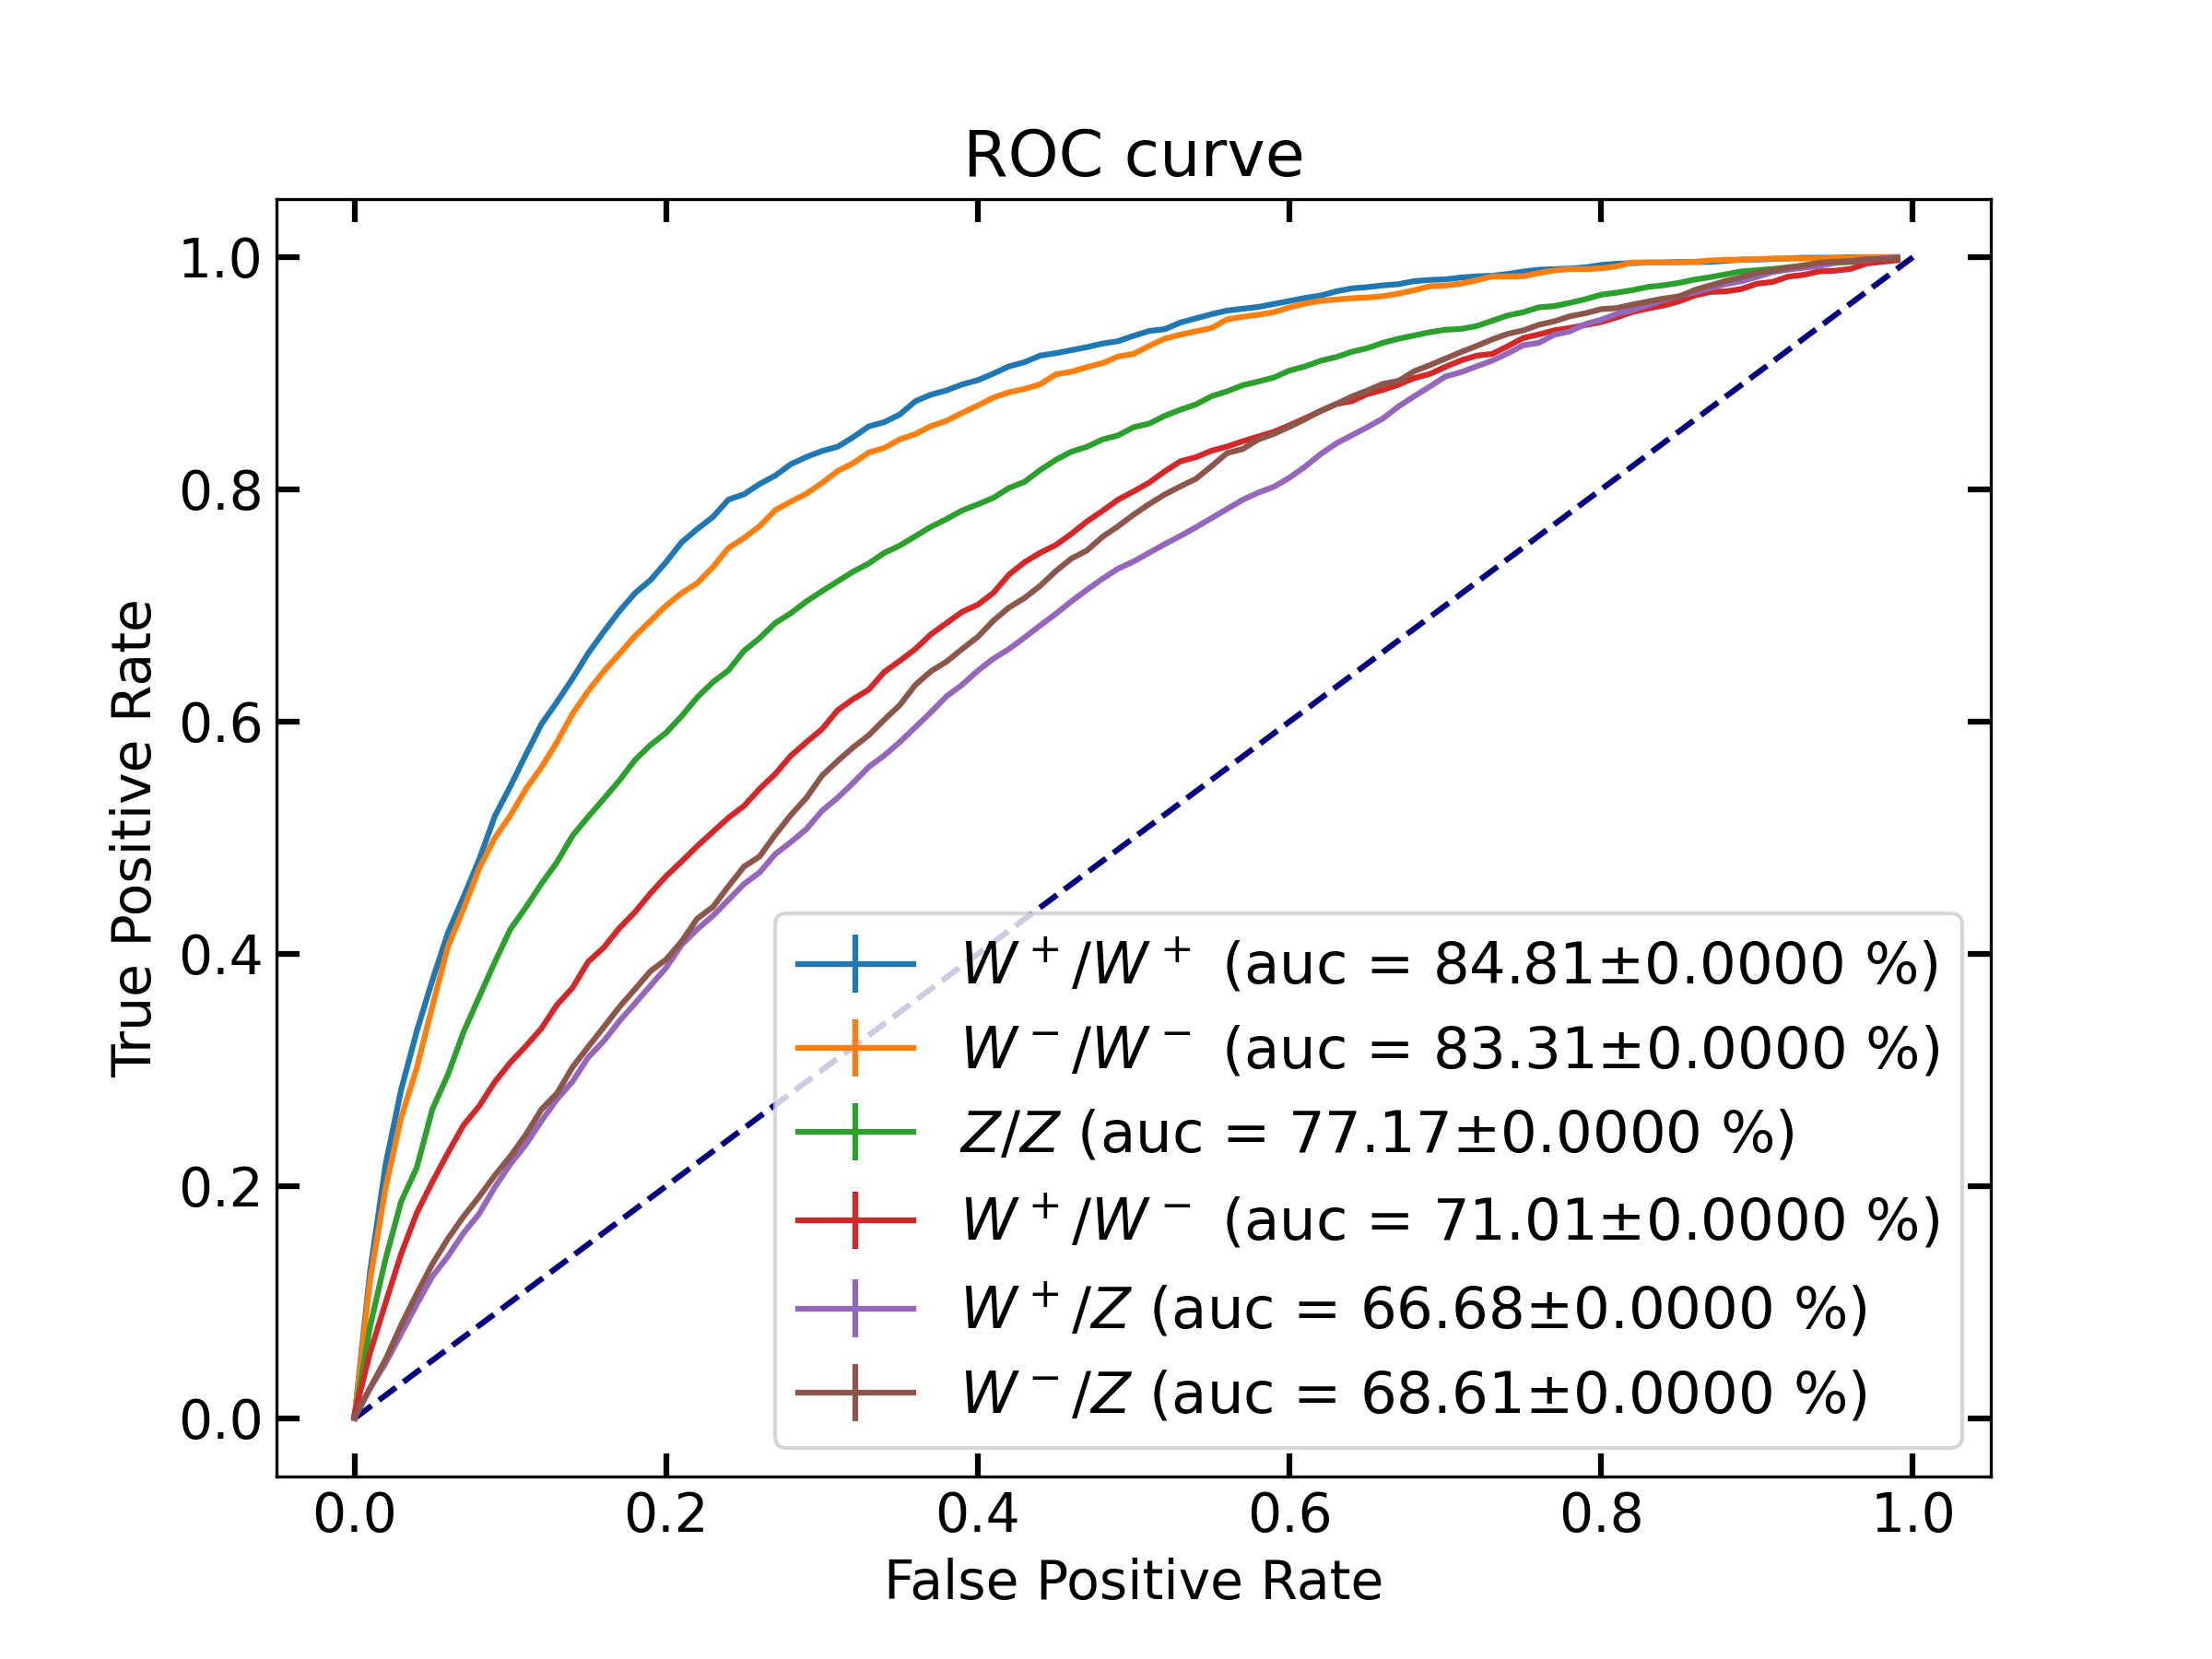 ROC curve
1.0
0.8
0.6
0.4
0.2
0.0
True Positive Rate
W⁺/W⁺ (auc = 84.81±0.0000 %)
W⁻/W⁻ (auc = 83.31±0.0000 %)
Z/Z (auc = 77.17±0.0000 %)
W⁺/W⁻ (auc = 71.01±0.0000 %)
W⁺/Z (auc = 66.68±0.0000 %)
W⁻/Z (auc = 68.61±0.0000 %)
0.0 0.2 0.4 0.6 0.8 1.0
False Positive Rate